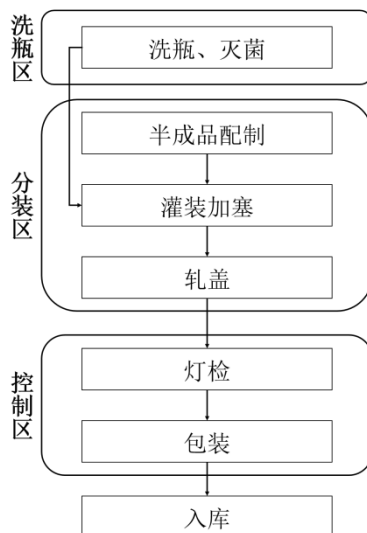 洗瓶区
洗瓶、灭菌
分装区
半成品配制
灌装加塞
轧盖
控制区
灯检
包装
入库